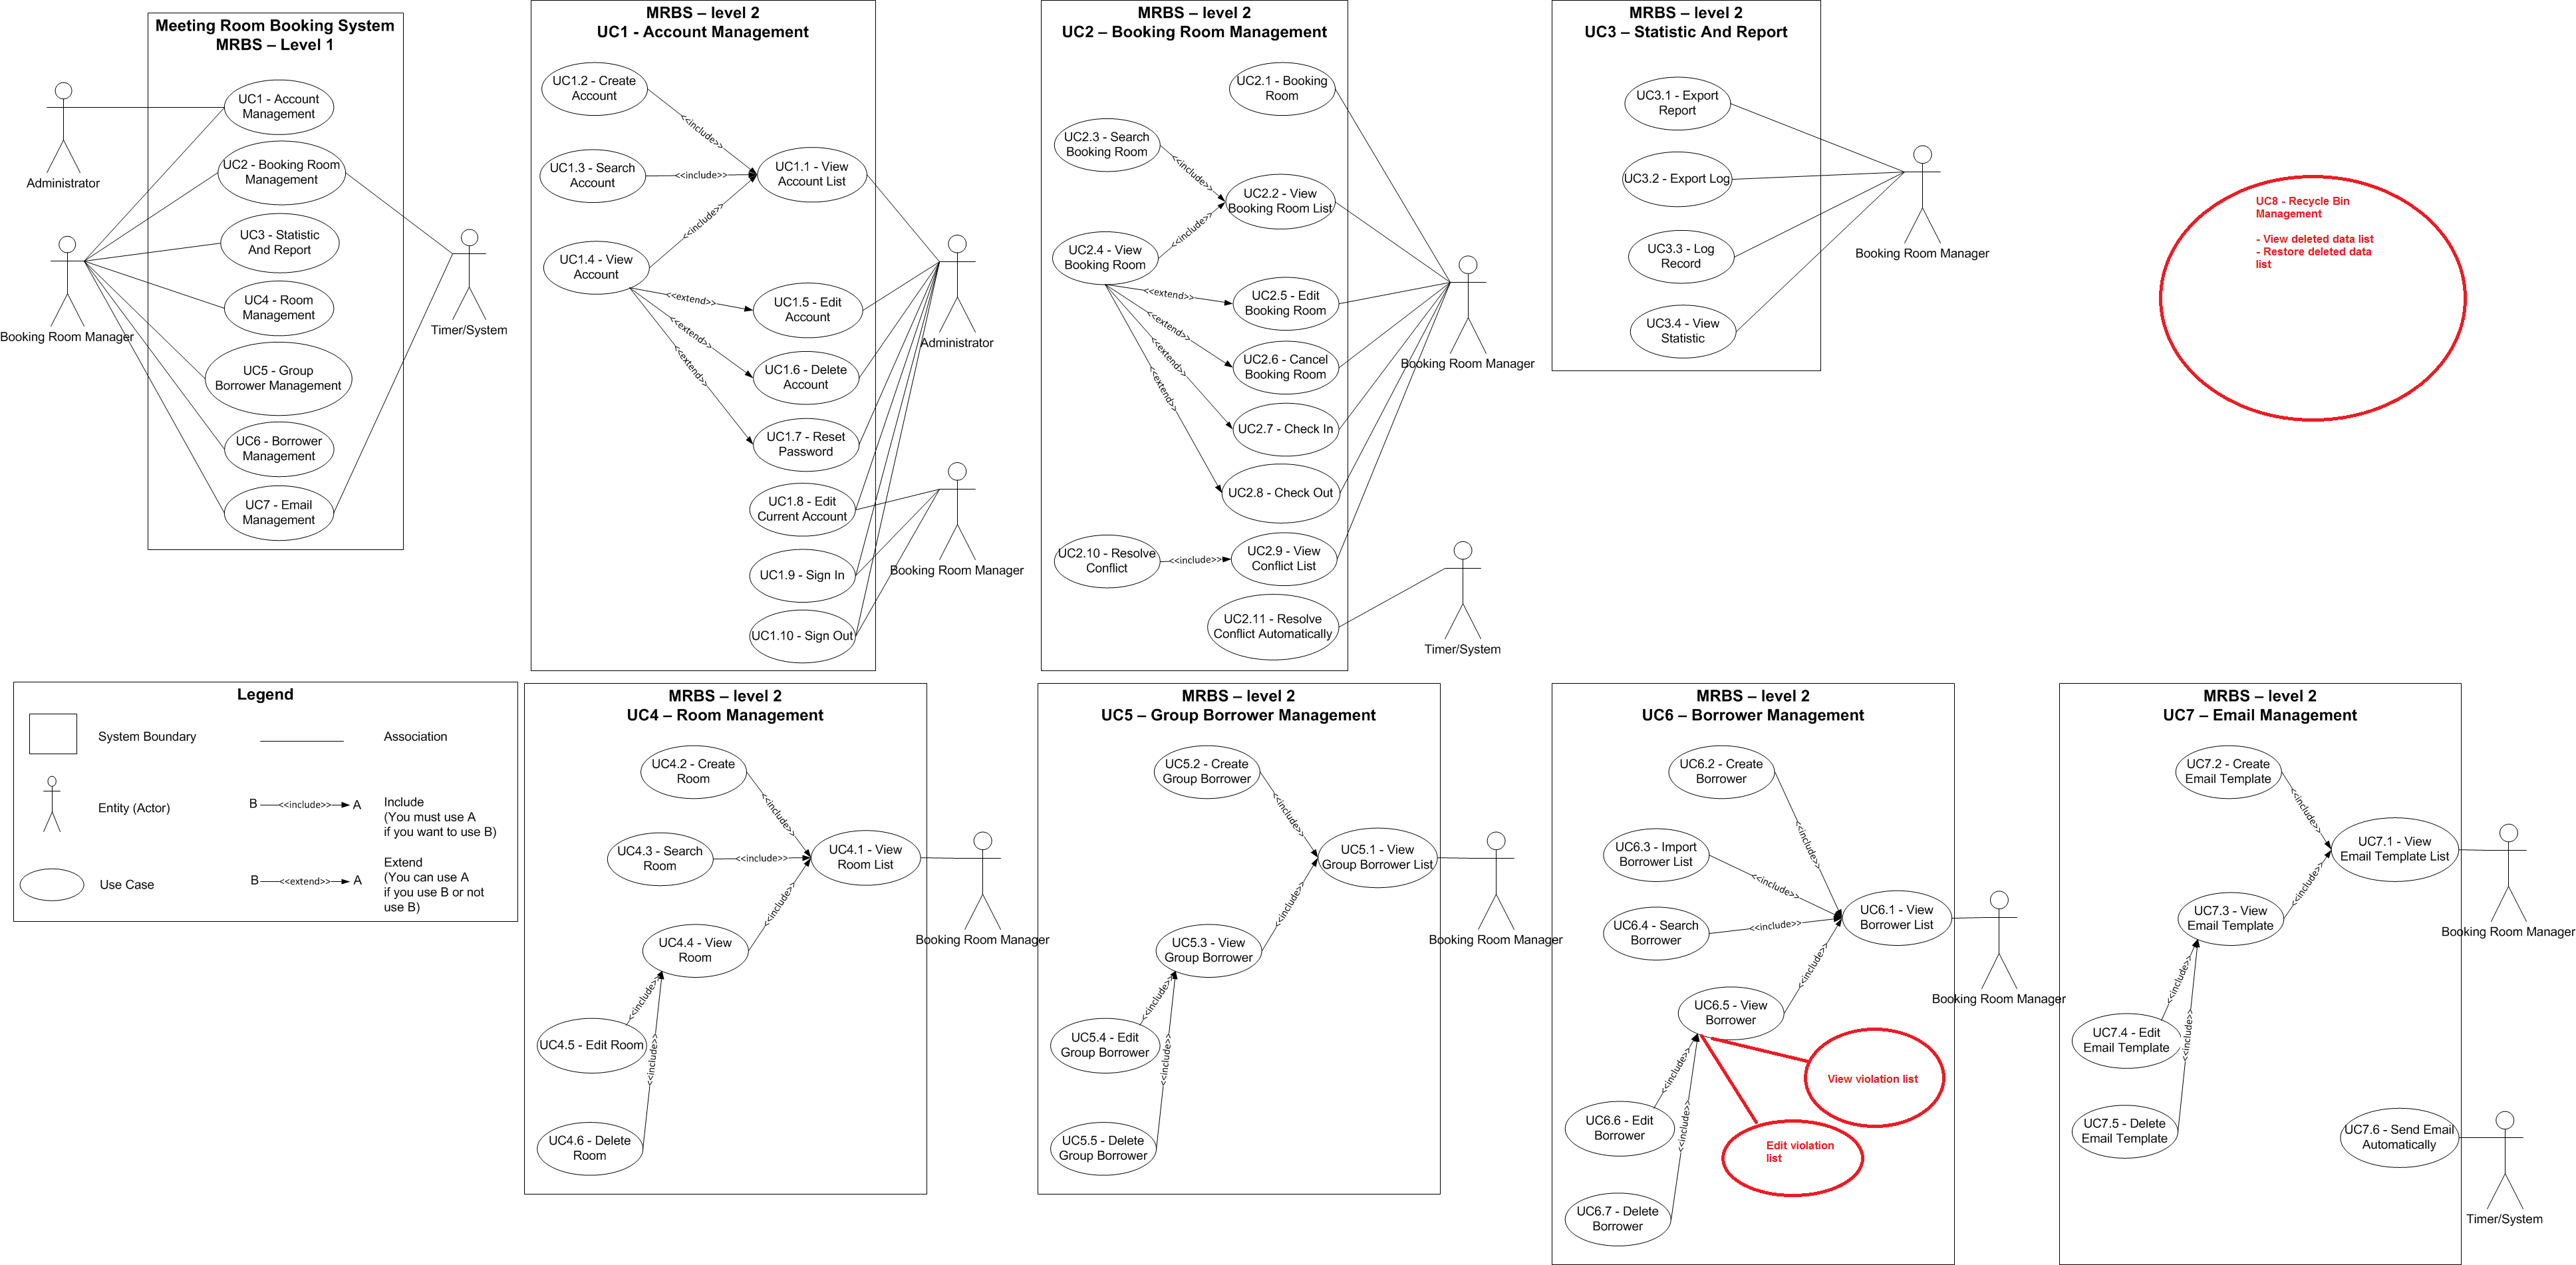 Meeting Room Booking System
MRBS – Level 1
UC1 - Account
Management
UC2 - Booking Room
Management
UC3 - Statistic
And Report
UC4 - Room
Management
UC5 - Group
Borrower Management
UC6 - Borrower
Management
UC7 - Email
Management
Administrator
Booking Room Manager
Timer/System
MRBS – level 2
UC1 - Account Management
UC1.2 - Create
Account
<<include>>
UC1.3 - Search
Account
<<include>>
UC1.1 - View
Account List
<<include>>
UC1.4 - View
Account
<<extend>>
UC1.5 - Edit
Account
<<extend>>
UC1.6 - Delete
Account
<<extend>>
UC1.7 - Reset
Password
UC1.8 - Edit
Current Account
UC1.9 - Sign In
UC1.10 - Sign Out
Administrator
Booking Room Manager
MRBS – level 2
UC2 – Booking Room Management
UC2.1 - Booking
Room
UC2.3 - Search
Booking Room
<<include>>
UC2.2 - View
Booking Room List
<<include>>
UC2.4 - View
Booking Room
<<extend>>
UC2.5 - Edit
Booking Room
<<extend>>
UC2.6 - Cancel
Booking Room
<<extend>>
UC2.7 - Check In
<<extend>>
UC2.8 - Check Out
UC2.10 - Resolve
Conflict
<<include>>
UC2.9 - View
Conflict List
UC2.11 - Resolve
Conflict Automatically
Booking Room Manager
Timer/System
MRBS – level 2
UC3 – Statistic And Report
UC3.1 - Export
Report
UC3.2 - Export Log
UC3.3 - Log
Record
UC3.4 - View
Statistic
Booking Room Manager
UC8 - Recycle Bin
Management
- View deleted data list
- Restore deleted data
list
Legend
System Boundary
Association
Entity (Actor)
B <<include>> A
Include
(You must use A
if you want to use B)
Use Case
B <<extend>> A
Extend
(You can use A
if you use B or not
use B)
MRBS – level 2
UC4 – Room Management
UC4.2 - Create
Room
<<include>>
UC4.3 - Search
Room
<<include>>
UC4.1 - View
Room List
<<include>>
UC4.4 - View
Room
<<include>>
UC4.5 - Edit Room
<<include>>
UC4.6 - Delete
Room
Booking Room Manager
MRBS – level 2
UC5 – Group Borrower Management
UC5.2 - Create
Group Borrower
<<include>>
UC5.1 - View
Group Borrower List
<<include>>
UC5.3 - View
Group Borrower
<<include>>
UC5.4 - Edit
Group Borrower
<<include>>
UC5.5 - Delete
Group Borrower
Booking Room Manager
MRBS – level 2
UC6 – Borrower Management
UC6.2 - Create
Borrower
<<include>>
UC6.3 - Import
Borrower List
<<include>>
UC6.4 - Search
Borrower
<<include>>
UC6.1 - View
Borrower List
<<include>>
UC6.5 - View
Borrower
<<include>>
View violation list
UC6.6 - Edit
Borrower
<<include>>
Edit violation
list
UC6.7 - Delete
Borrower
Booking Room Manager
MRBS – level 2
UC7 – Email Management
UC7.2 - Create
Email Template
<<include>>
UC7.1 - View
Email Template List
<<include>>
UC7.3 - View
Email Template
<<include>>
UC7.4 - Edit
Email Template
<<include>>
UC7.5 - Delete
Email Template
UC7.6 - Send Email
Automatically
Booking Room Manager
Timer/System